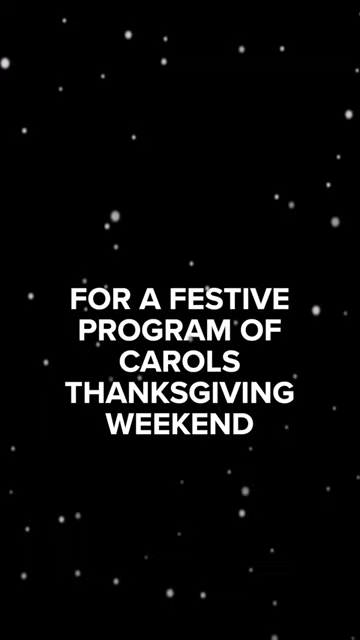 FOR A FESTIVE
PROGRAM OF
CAROLS
THANKSGIVING
WEEKEND